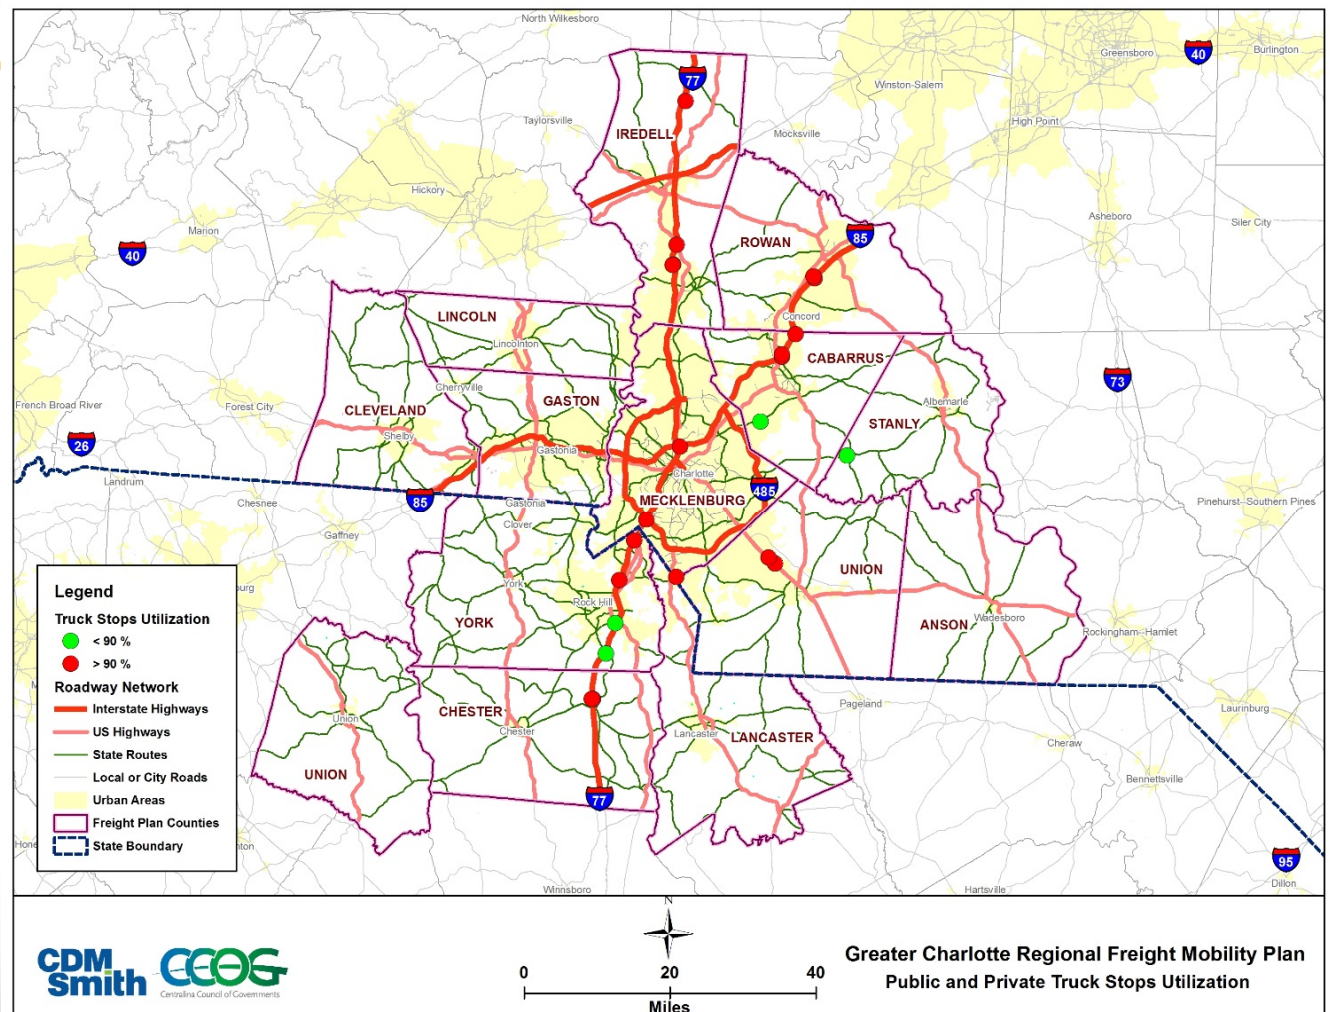 North Wilkesboro
Greensboro
40
Burlington
77
Winston-Salem
High Point
Taylorsville
IREDELL
Mocksville
Hickory
Asheboro
Siler City
Marion
40
ROWAN
85
LINCOLN
Concord
Lincolnton
CABARRUS
73
Cherryville
French Broad River
Forest City
CLEVELAND
GASTON
Albemarle
STANLY
Shelby
26
Gastonia
Charlotte
Landrum
485
MECKLENBURG
Chesnee
85
Gastonia
Pinehurst-Southern Pines
Clover
Gaffney
UNION
York
Rock Hill
YORK
ANSON
Wadesboro
Rockingham-Hamlet
Legend
Truck Stops Utilization
< 90 %
> 90 %
Roadway Network
Interstate Highways
US Highways
State Routes
Local or City Roads
Urban Areas
Freight Plan Counties
State Boundary
CHESTER
Pageland
Laurinburg
Union
Chester
Lancaster
LANCASTER
Cheraw
UNION
Bennettsville
77
95
Dillon
Winnsboro
Hartsville
N
CDM
Smith
CCOG
Centralina Council of Governments
0 20 40
Miles
Greater Charlotte Regional Freight Mobility Plan
Public and Private Truck Stops Utilization